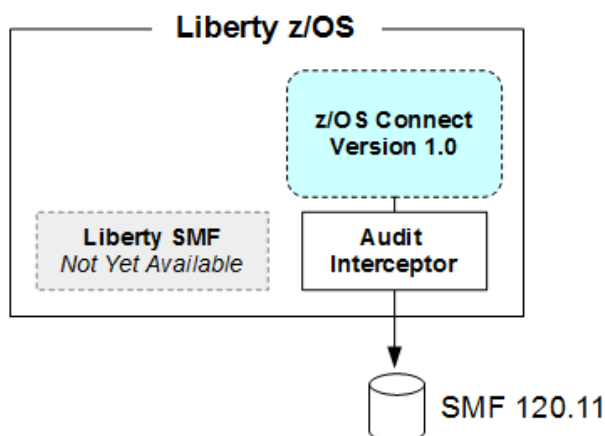 Liberty z/OS
z/OS Connect
Version 1.0
Liberty SMF
Not Yet Available
Audit
Interceptor
SMF 120.11